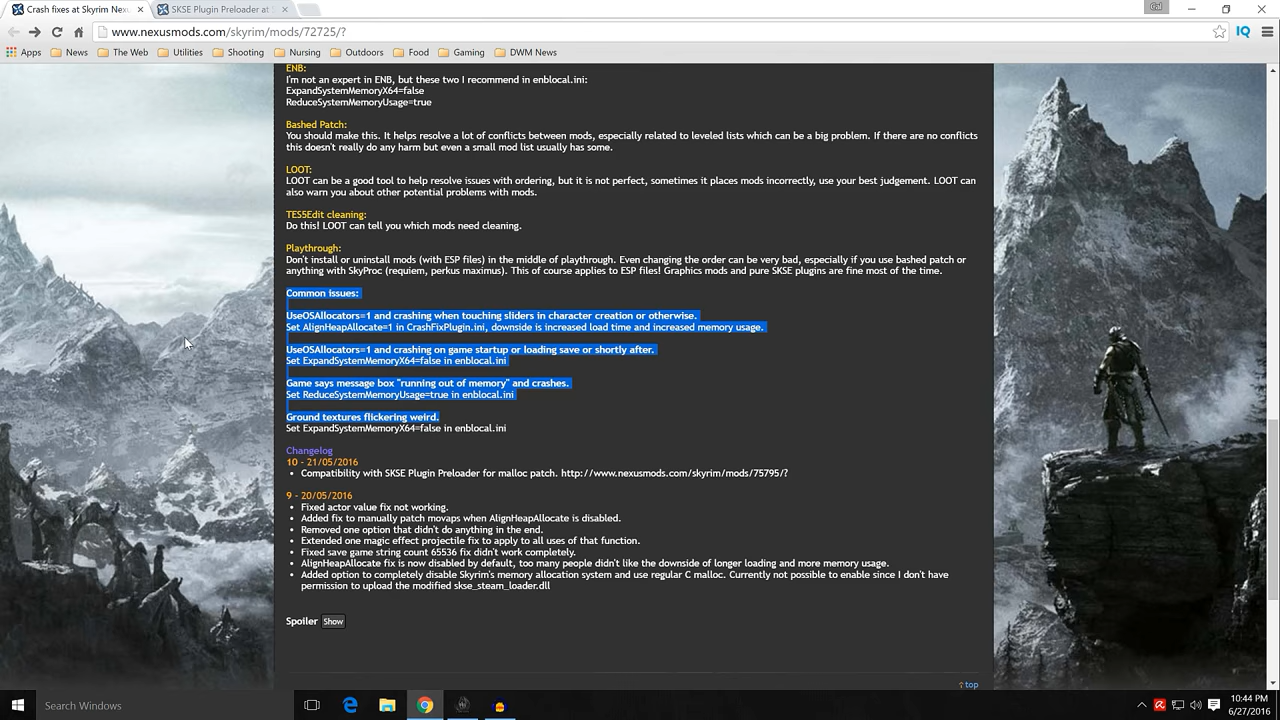 Crash fixes at Skyrim Nexu
SKSE Plugin Preloader at S
Gd
www.nexusmods.com/skyrim/mods/72725/?
IQ
Apps
News
The Web
Utilities
Shooting
Nursing
Outdoors
Food
Gaming
DWM News
ENB:
I'm not an expert in ENB, but these two I recommend in enblocal.ini:
ExpandSystemMemoryX64=false
ReduceSystemMemoryUsage=true
Bashed Patch:
You should make this. It helps resolve a lot of conflicts between mods, especially related to leveled lists which can be a big problem. If there are no conflicts
this doesn't really do any harm but even a small mod list usually has some.
LOOT:
LOOT can be a good tool to help resolve issues with ordering, but it is not perfect, sometimes it places mods incorrectly, use your best judgement. LOOT can
also warn you about other potential problems with mods.
TES5Edit cleaning:
Do this! LOOT can tell you which mods need cleaning.
Playthrough:
Don't install or uninstall mods (with ESP files) in the middle of playthrough. Even changing the order can be very bad, especially if you use bashed patch or
anything with SkyProc (requiem, perkus maximus). This of course applies to ESP files! Graphics mods and pure SKSE plugins are fine most of the time.
Common issues:
UseOSAllocators=1 and crashing when touching sliders in character creation or otherwise.
Set AlignHeapAllocate=1 in CrashFixPlugin.ini, downside is increased load time and increased memory usage.
UseOSAllocators=1 and crashing on game startup or loading save or shortly after.
Set ExpandSystemMemoryX64=false in enblocal.ini
Game says message box "running out of memory" and crashes.
Set ReduceSystemMemoryUsage=true in enblocal.ini
Ground textures flickering weird.
Set ExpandSystemMemoryX64=false in enblocal.ini
Changelog
10 - 21/05/2016
• Compatibility with SKSE Plugin Preloader for malloc patch. http://www.nexusmods.com/skyrim/mods/75795/?
9 - 20/05/2016
• Fixed actor value fix not working.
• Added fix to manually patch movaps when AlignHeapAllocate is disabled.
• Removed one option that didn't do anything in the end.
• Extended one magic effect projectile fix to apply to all uses of that function.
• Fixed save game string count 65536 fix didn't work completely.
• AlignHeapAllocate fix is now disabled by default, too many people didn't like the downside of longer loading and more memory usage.
• Added option to completely disable Skyrim's memory allocation system and use regular C malloc. Currently not possible to enable since I don't have
permission to upload the modified skse_steam_loader.dll
Spoiler Show
top
Search Windows
10:44 PM
6/27/2016